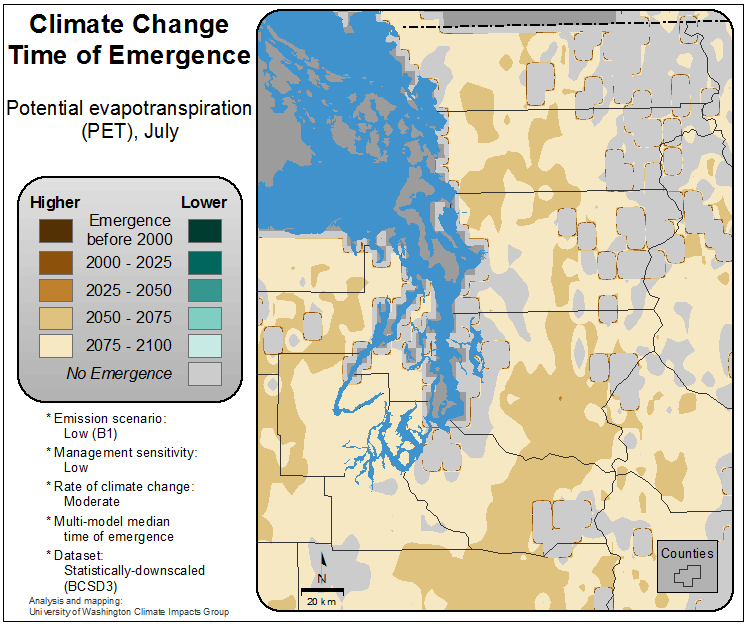 Climate Change
Time of Emergence
Potential evapotranspiration
(PET), July
Higher
Lower
Emergence
before 2000
2000 - 2025
2025 - 2050
2050 - 2075
2075 - 2100
No Emergence
* Emission scenario:
Low (B1)
* Management sensitivity:
Low
* Rate of climate change:
Moderate
* Multi-model median
time of emergence
* Dataset:
Statistically-downscaled
(BCSD3)
Analysis and mapping:
University of Washington Climate Impacts Group
N
20 km
Counties